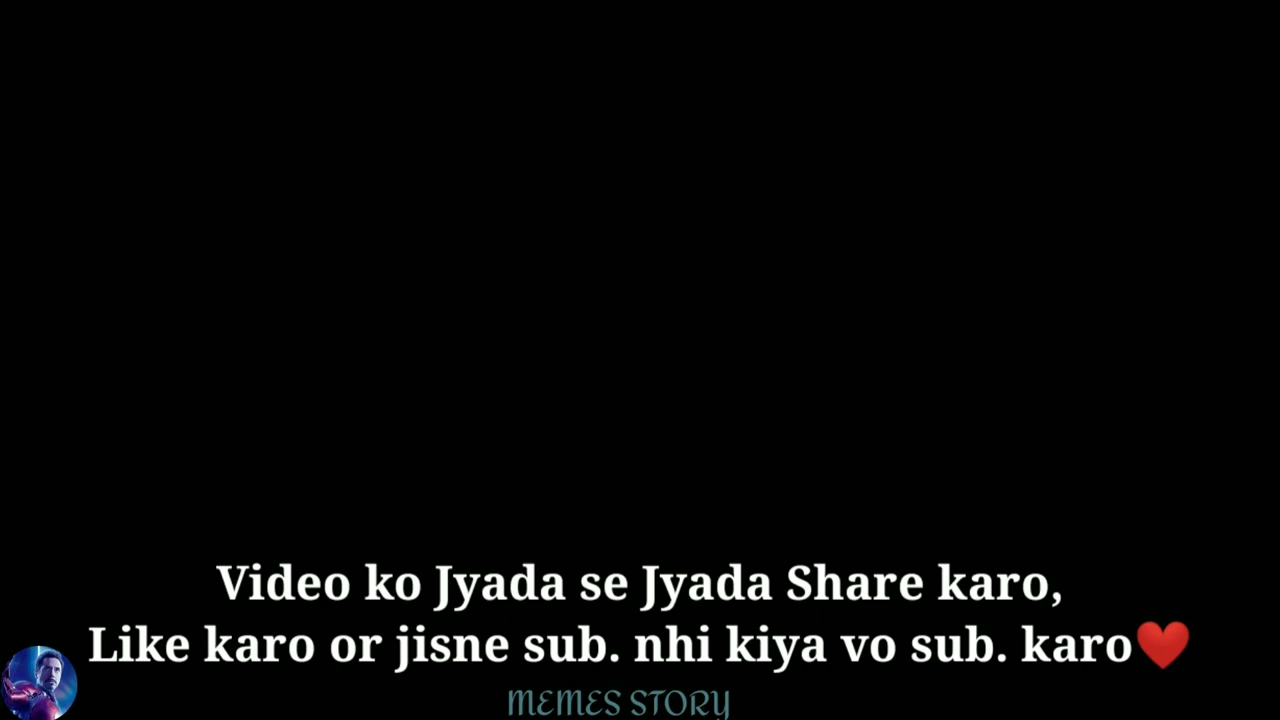 Video ko Jyada se Jyada Share karo,
Like karo or jisne sub. nhi kiya vo sub. karo❤️
MEMES STORY